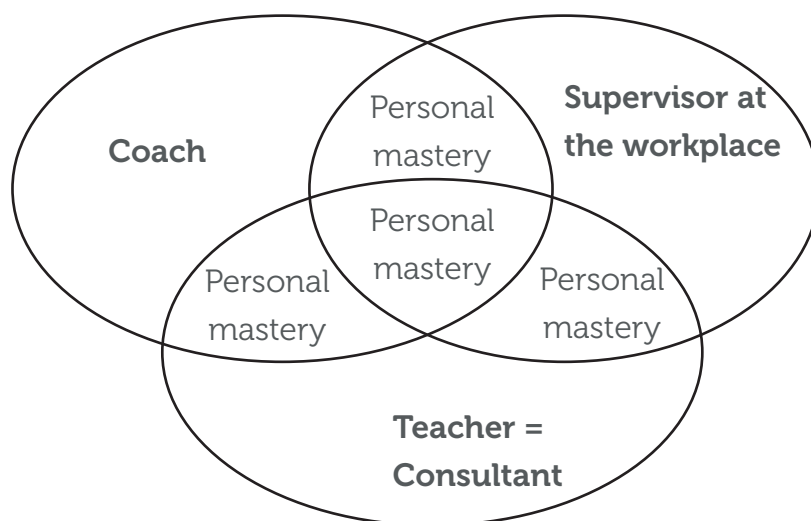 Coach
Personal
mastery
Supervisor at
the workplace
Personal
mastery
Personal
mastery
Personal
mastery
Teacher =
Consultant